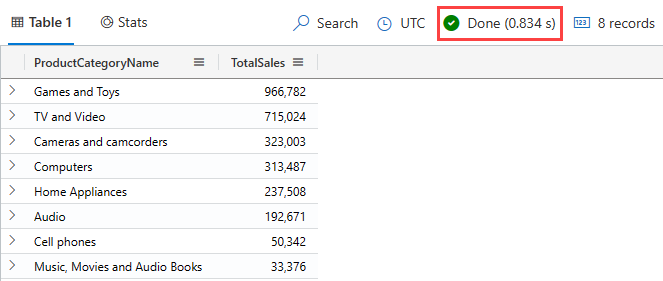 Table 1 Stats Search UTC Done (0.834 s) 123 8 records
ProductCategoryName TotalSales
Games and Toys 966,782
TV and Video 715,024
Cameras and camcorders 323,003
Computers 313,487
Home Appliances 237,508
Audio 192,671
Cell phones 50,342
Music, Movies and Audio Books 33,376